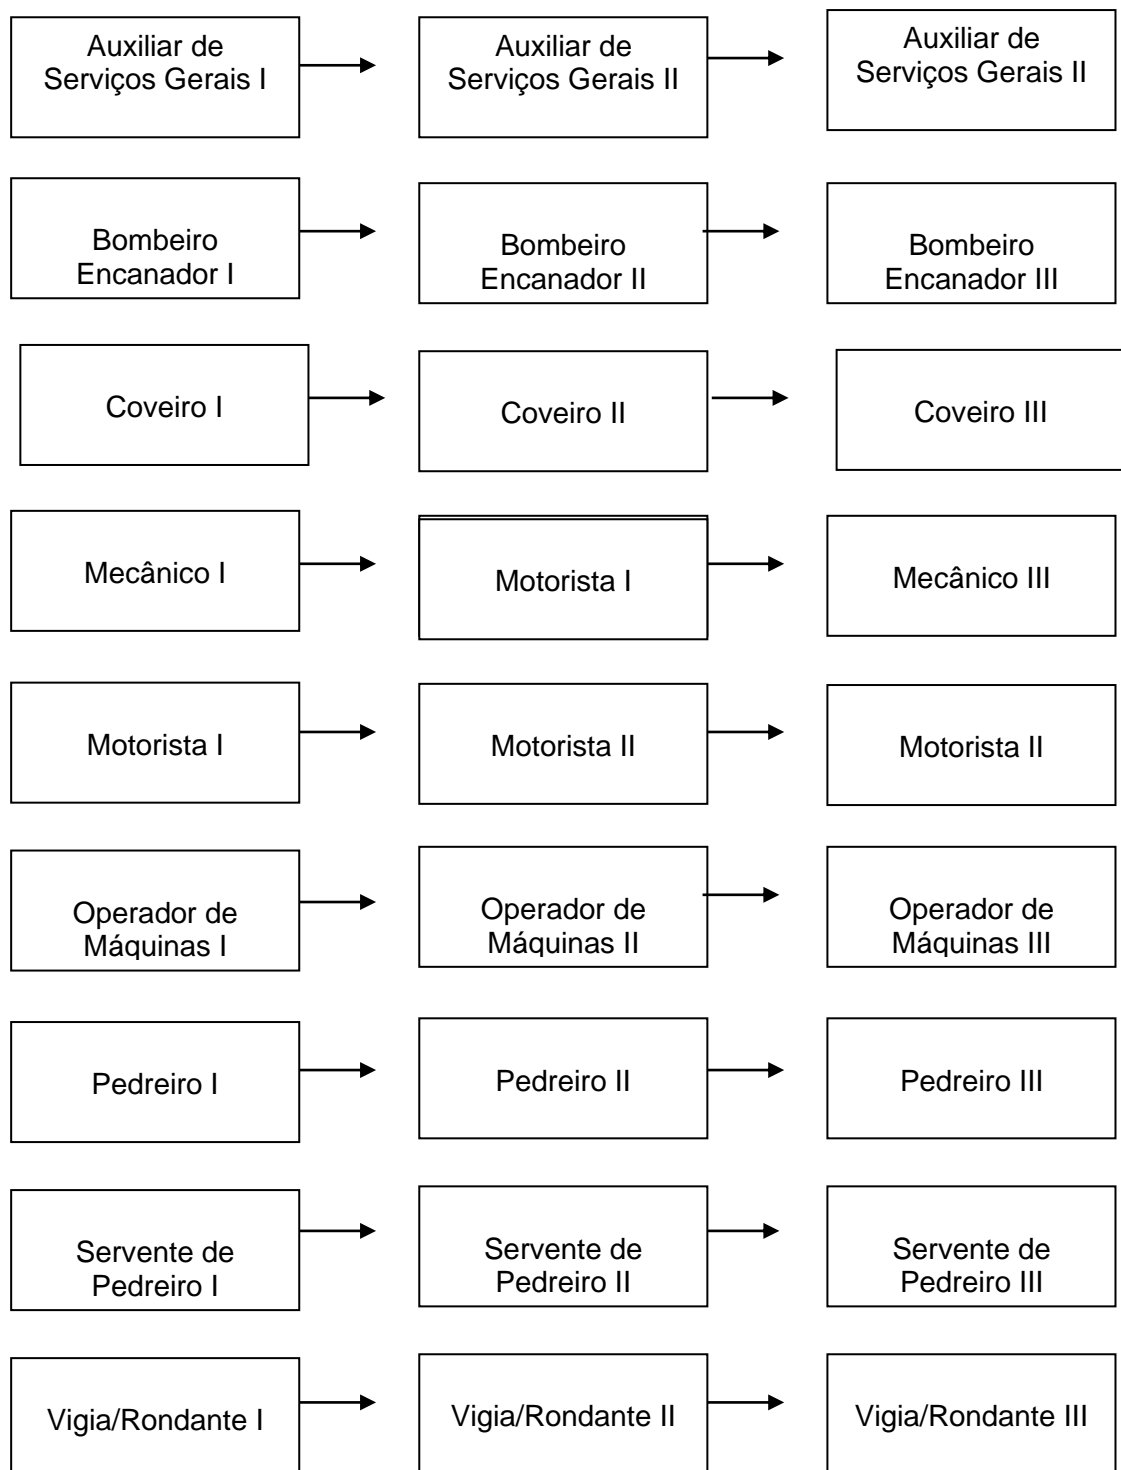 Auxiliar de
Serviços Gerais I
Auxiliar de
Serviços Gerais II
Auxiliar de
Serviços Gerais II
Bombeiro
Encanador I
Bombeiro
Encanador II
Bombeiro
Encanador III
Coveiro I
Coveiro II
Coveiro III
Mecânico I
Motorista I
Mecânico III
Motorista I
Motorista II
Motorista II
Operador de
Máquinas I
Operador de
Máquinas II
Operador de
Máquinas III
Pedreiro I
Pedreiro II
Pedreiro III
Servente de
Pedreiro I
Servente de
Pedreiro II
Servente de
Pedreiro III
Vigia/Rondante I
Vigia/Rondante II
Vigia/Rondante III